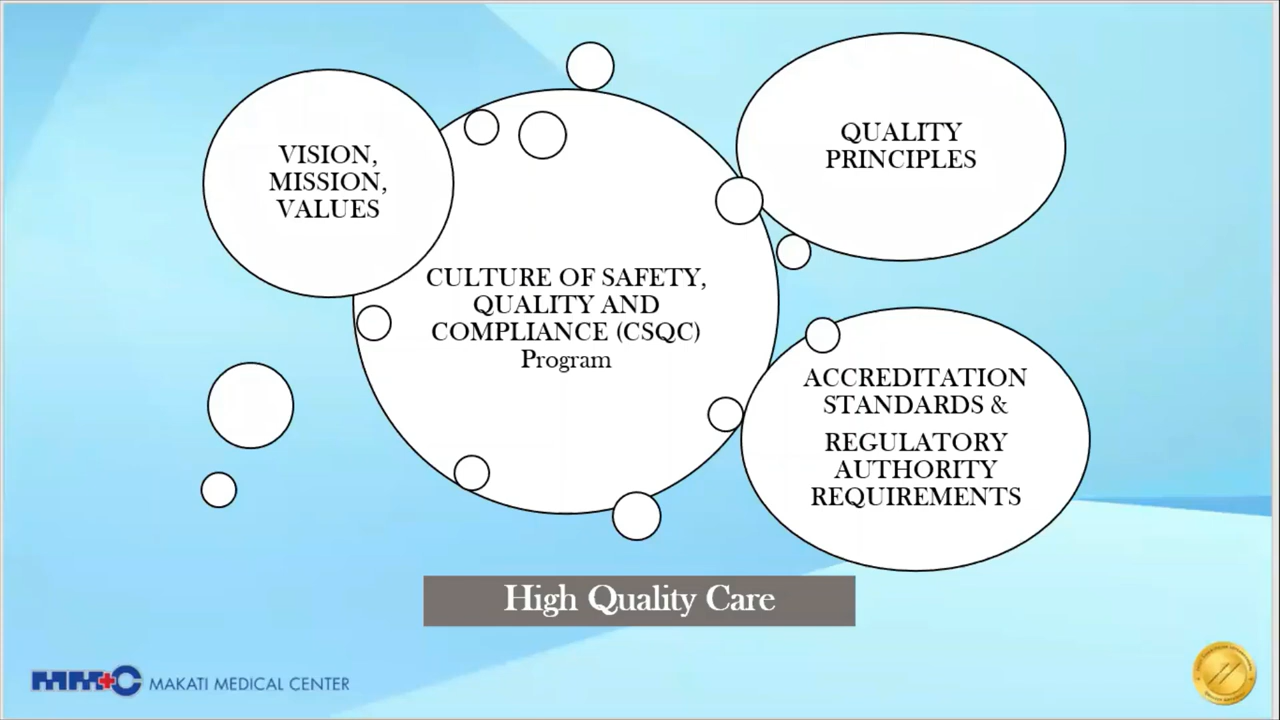 VISION,
MISSION,
VALUES
CULTURE OF SAFETY,
QUALITY AND
COMPLIANCE (CSQC)
Program
QUALITY
PRINCIPLES
ACCREDITATION
STANDARDS &
REGULATORY
AUTHORITY
REQUIREMENTS
High Quality Care
MMC MAKATI MEDICAL CENTER